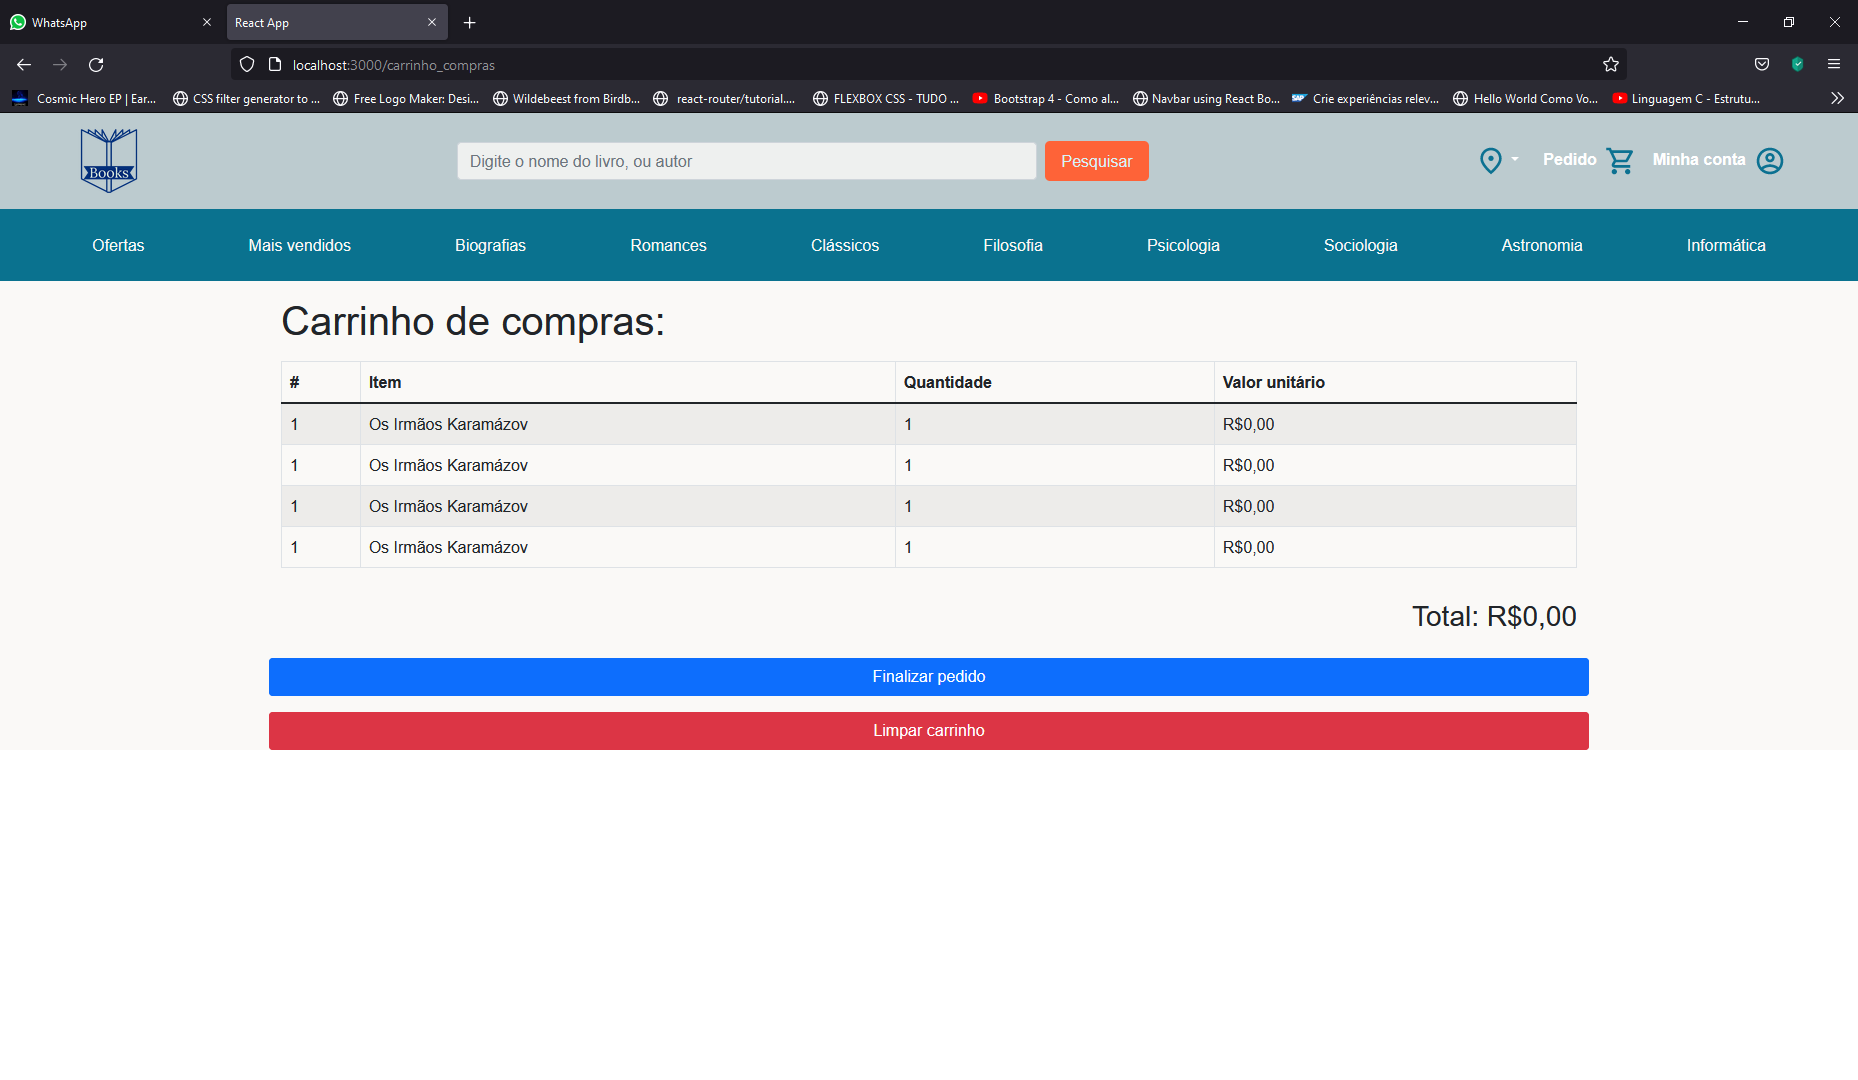 WhatsApp
React App
localhost:3000/carrinho_compras
Cosmic Hero EP | Ear... CSS filter generator to ... Free Logo Maker: Desi... Wildebeest from Birdb... react-router/tutorial.... FLEXBOX CSS - TUDO ... Bootstrap 4 - Como al... Navbar using React Bo... SAP Crie experiências relev... Hello World Como Vo... Linguagem C - Estrutu...
Books
Digite o nome do livro, ou autor
Pesquisar
Pedido
Minha conta
Ofertas Mais vendidos Biografias Romances Clássicos Filosofia Psicologia Sociologia Astronomia Informática
Carrinho de compras:
# Item Quantidade Valor unitário
1 Os Irmãos Karamázov 1 R$0,00
1 Os Irmãos Karamázov 1 R$0,00
1 Os Irmãos Karamázov 1 R$0,00
1 Os Irmãos Karamázov 1 R$0,00
Total: R$0,00
Finalizar pedido
Limpar carrinho